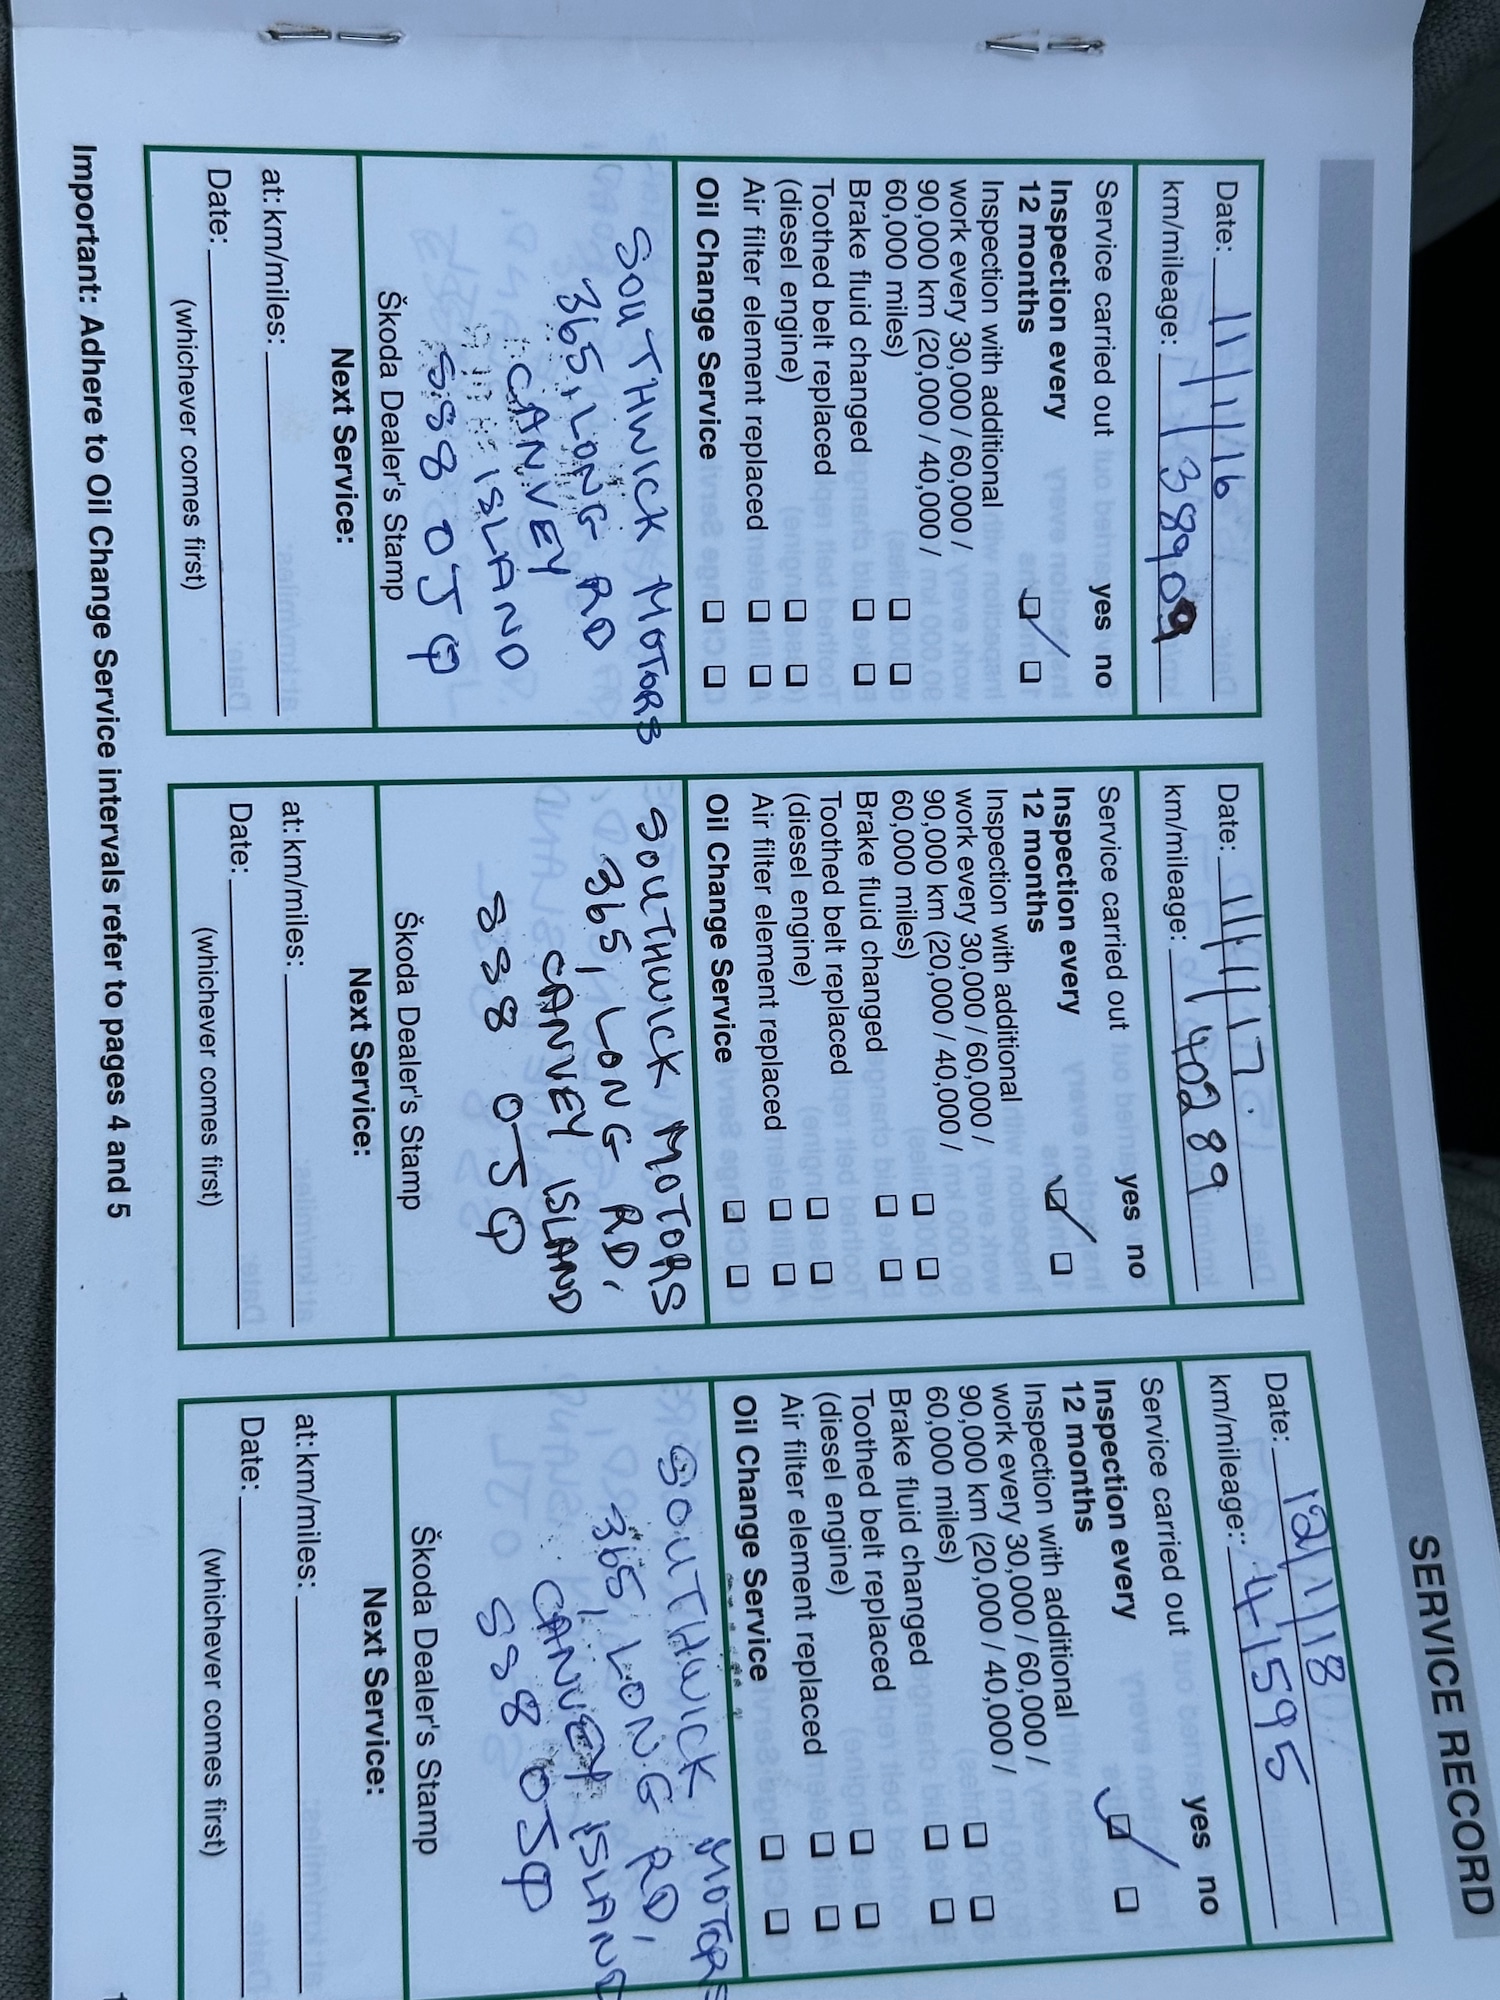 SERVICE RECORD
Date: 11/11/16
km/mileage: 38909
Service carried out yes no
Inspection every
12 months
Inspection with additional
work every 30,000 / 60,000 /
90,000 km (20,000 / 40,000 /
60,000 miles)
Brake fluid changed
Toothed belt replaced
(diesel engine)
Air filter element replaced
Oil Change Service
SOUTHWICK MOTORS
365, LONG RD
CANVEY
ISLAND
SS8 0JQ
Škoda Dealer's Stamp
Next Service:
at: km/miles:
Date:
(whichever comes first)
Date: 11/11/17
km/mileage: 40289
Service carried out yes no
Inspection every
12 months
Inspection with additional
work every 30,000 / 60,000 /
90,000 km (20,000 / 40,000 /
60,000 miles)
Brake fluid changed
Toothed belt replaced
(diesel engine)
Air filter element replaced
Oil Change Service
SOUTHWICK MOTORS
365, LONG RD,
CANVEY ISLAND
SS8 0JQ
Škoda Dealer's Stamp
Next Service:
at: km/miles:
Date:
(whichever comes first)
Date: 12/11/18
km/mileage: 41595
Service carried out yes no
Inspection every
12 months
Inspection with additional
work every 30,000 / 60,000 /
90,000 km (20,000 / 40,000 /
60,000 miles)
Brake fluid changed
Toothed belt replaced
(diesel engine)
Air filter element replaced
Oil Change Service
SOUTHWICK MOTORS
365, LONG RD,
CANVEY ISLAND
SS8 0JQ
Škoda Dealer's Stamp
Next Service:
at: km/miles:
Date:
(whichever comes first)
Important: Adhere to Oil Change Service intervals refer to pages 4 and 5